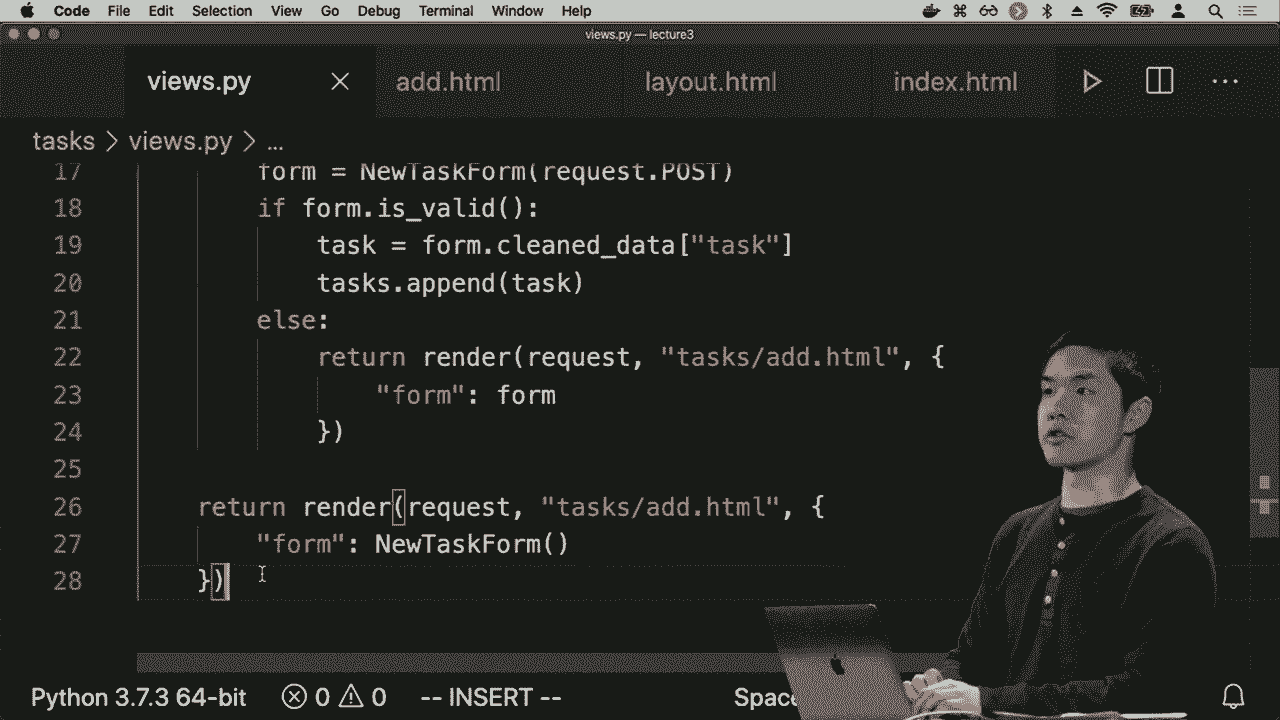 Code File Edit Selection View Go Debug Terminal Window Help
views.py — lecture3
views.py add.html layout.html index.html
tasks > views.py > ...
17 form = NewTaskForm(request.POST)
18 if form.is_valid():
19 task = form.cleaned_data["task"]
20 tasks.append(task)
21 else:
22 return render(request, "tasks/add.html", {
23 "form": form
24 })
25
26 return render(request, "tasks/add.html", {
27 "form": NewTaskForm()
28 })
Python 3.7.3 64-bit 0 0 -- INSERT --